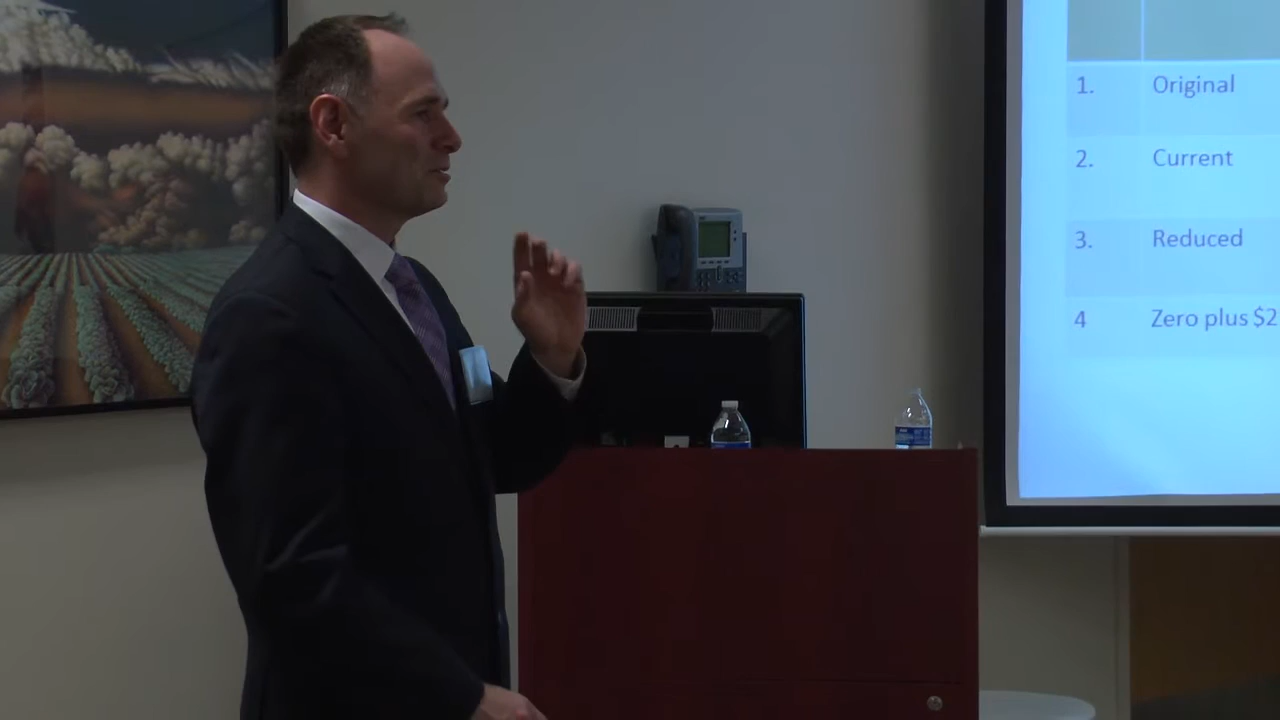 1. Original
2. Current
3. Reduced
4 Zero plus $2